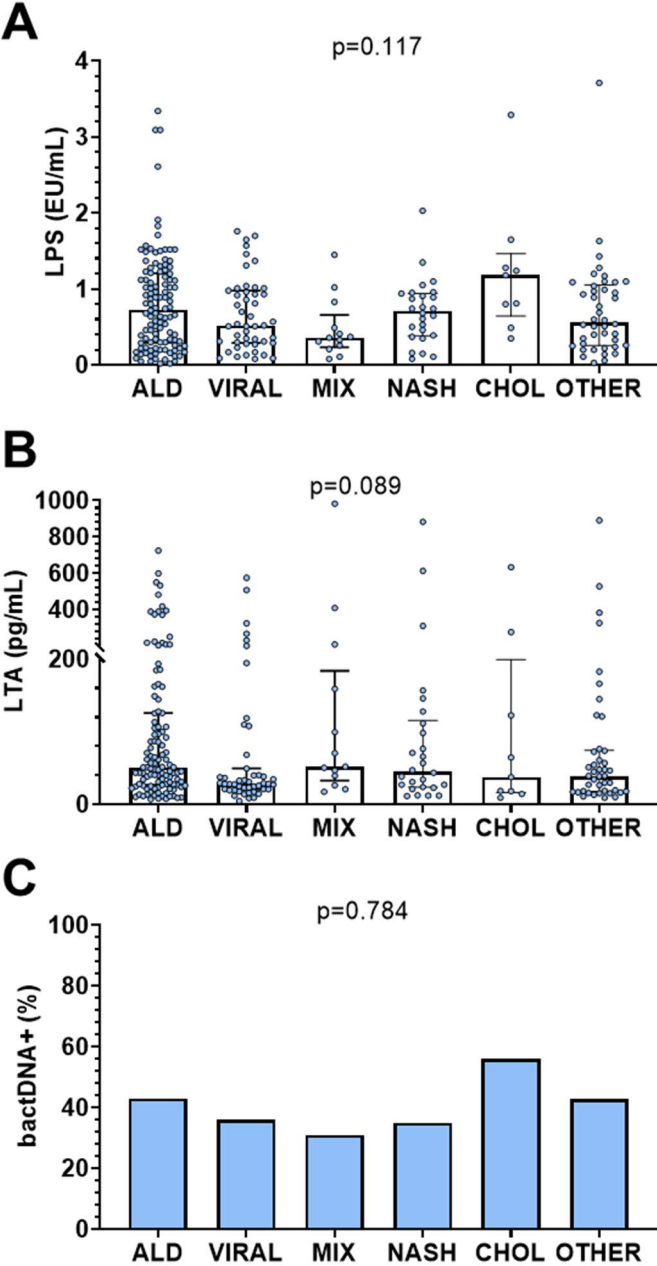 A
p=0.117
LPS (EU/mL)
4
3
2
1
0
ALD VIRAL MIX NASH CHOL OTHER
B
p=0.089
LTA (pg/mL)
1000
800
600
400
200
0
ALD VIRAL MIX NASH CHOL OTHER
C
p=0.784
bactDNA+ (%)
100
80
60
40
20
0
ALD VIRAL MIX NASH CHOL OTHER